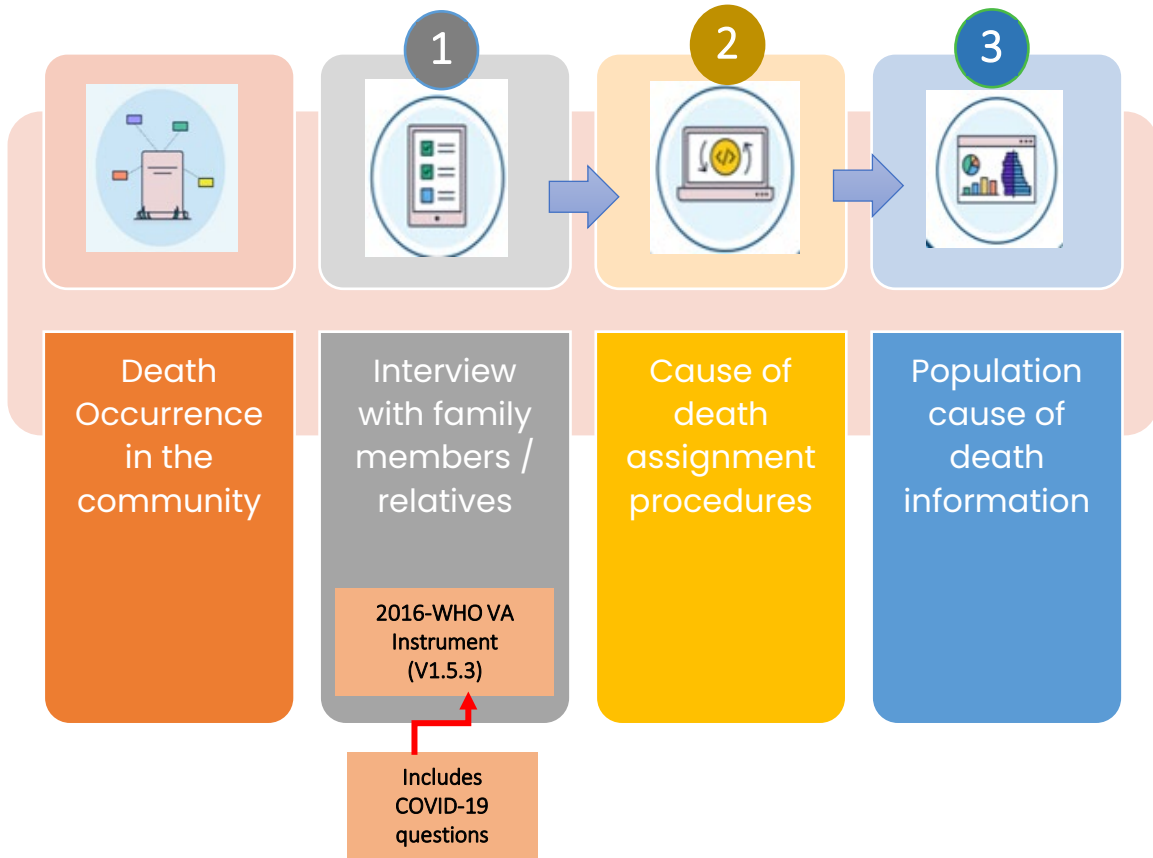 1
2
3
Death
Occurrence
in the
community
Interview
with family
members /
relatives
Cause of
death
assignment
procedures
Population
cause of
death
information
2016-WHO VA
Instrument
(V1.5.3)
Includes
COVID-19
questions